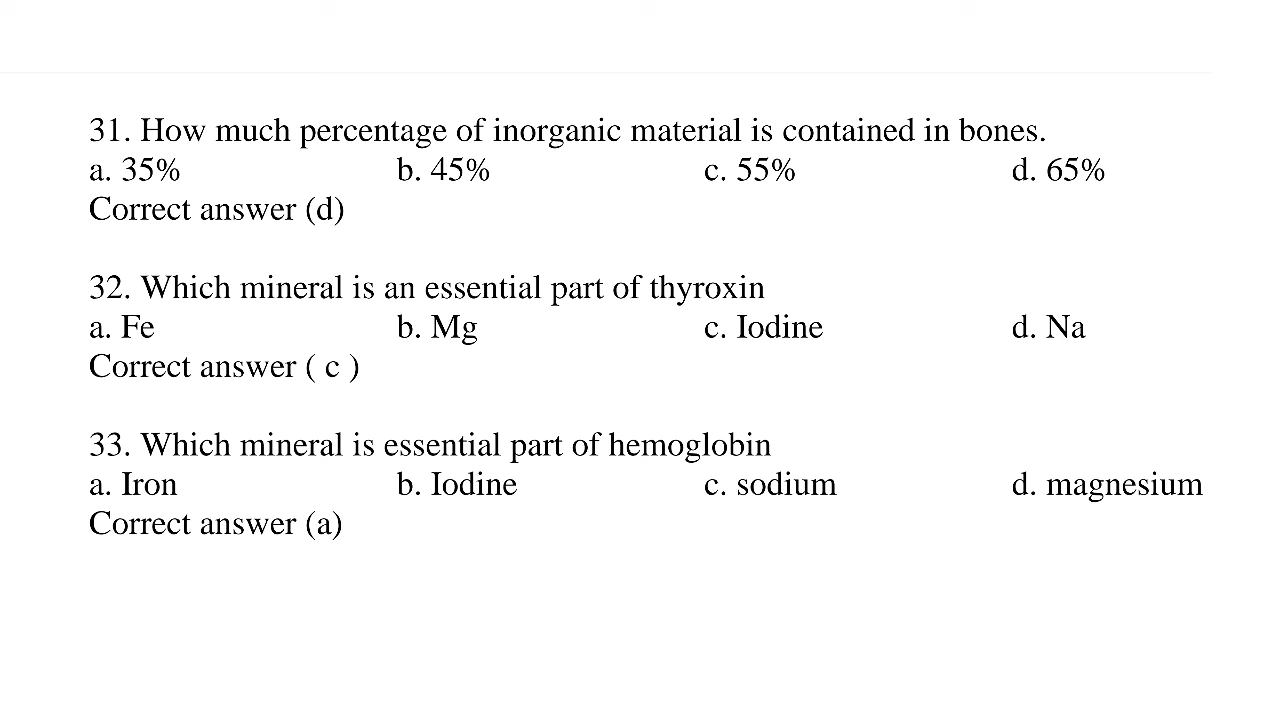 31. How much percentage of inorganic material is contained in bones.
a. 35% b. 45% c. 55% d. 65%
Correct answer (d)
32. Which mineral is an essential part of thyroxin
a. Fe b. Mg c. Iodine d. Na
Correct answer ( c )
33. Which mineral is essential part of hemoglobin
a. Iron b. Iodine c. sodium d. magnesium
Correct answer (a)